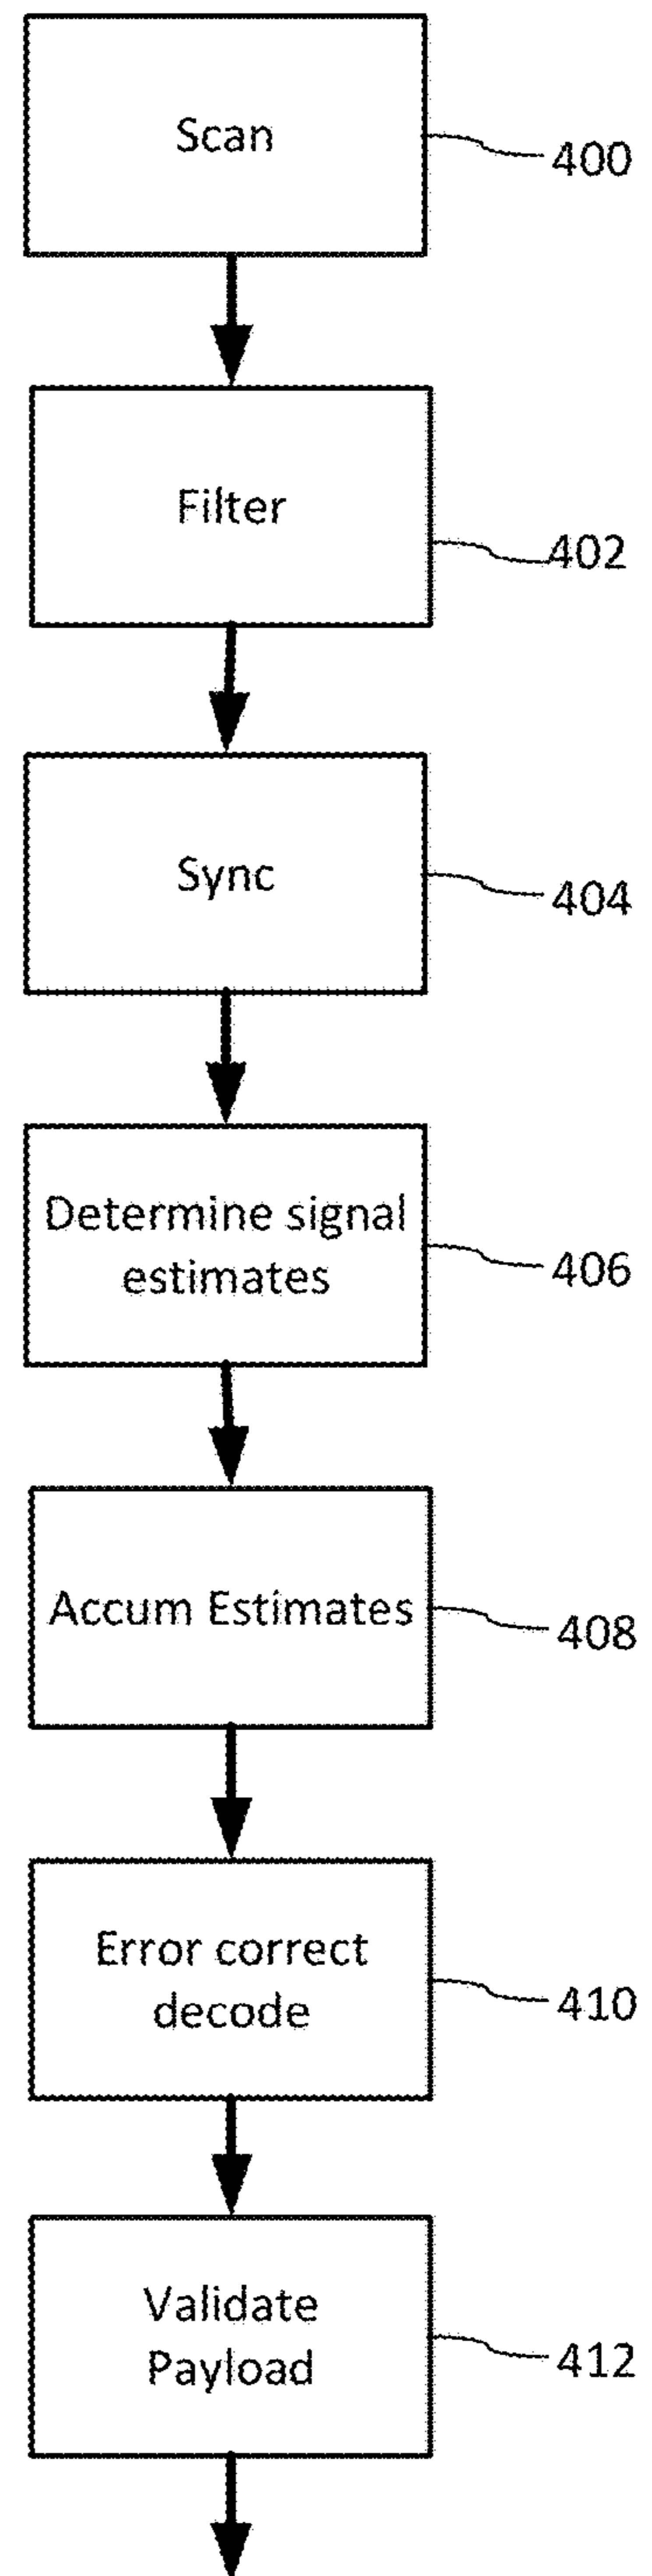 Scan
400
Filter
402
Sync
404
Determine signal
estimates
406
Accum Estimates
408
Error correct
decode
410
Validate
Payload
412